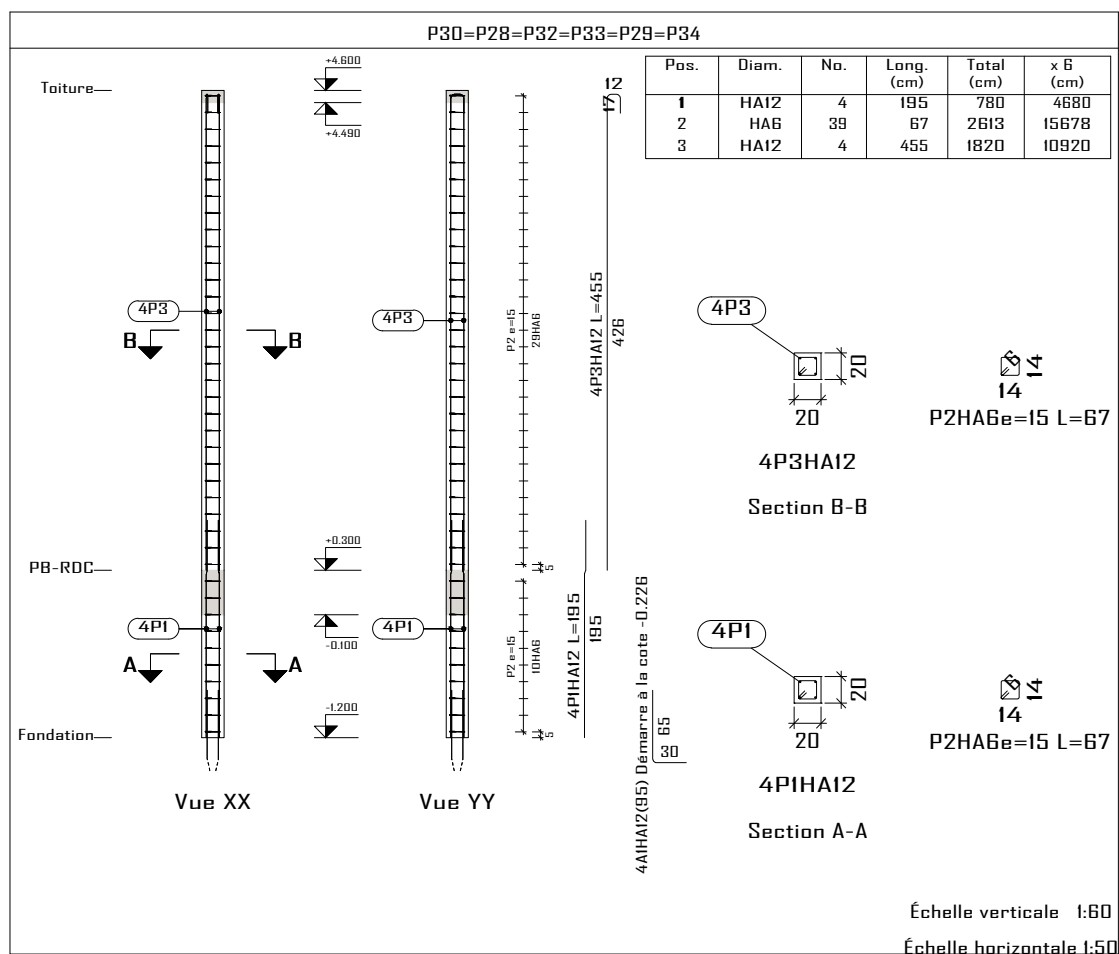 P30=P28=P32=P33=P29=P34
Pos. Diam. No. Long. (cm) Total (cm) x 6 (cm)
1 HA12 4 195 780 4680
2 HA6 39 67 2613 15678
3 HA12 4 455 1820 10920
Toiture
+4.600
+4.490
12
17
4P3
4P3
B
B
P2 e=15
29HA6
4P3HA12 L=455
426
PB-RDC
+0.300
-0.100
5
4P1
4P1
A
A
P2 e=15
10HA6
4P1HA12 L=195
195
Fondation
-1.200
5
4A1HA12(95) Démarre à la cote -0.226
65
30
Vue XX
Vue YY
4P3
20
20
4P3HA12
Section B-B
6
14
14
P2HA6e=15 L=67
4P1
20
20
4P1HA12
Section A-A
6
14
14
P2HA6e=15 L=67
Échelle verticale 1:60
Échelle horizontale 1:50